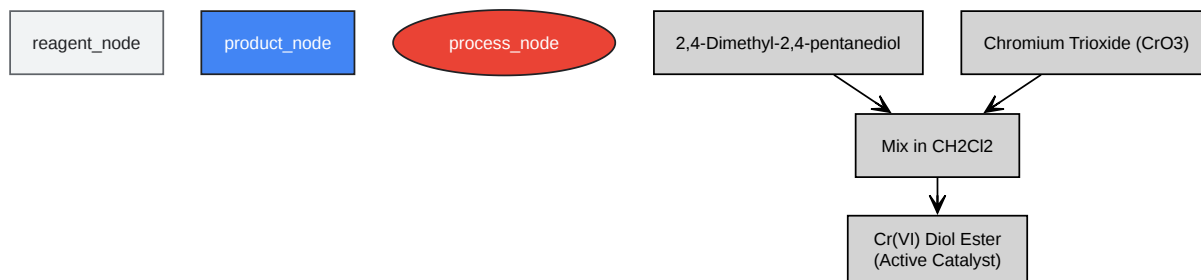 reagent_node
product_node
process_node
2,4-Dimethyl-2,4-pentanediol
Chromium Trioxide (CrO3)
Mix in CH2Cl2
Cr(VI) Diol Ester
(Active Catalyst)